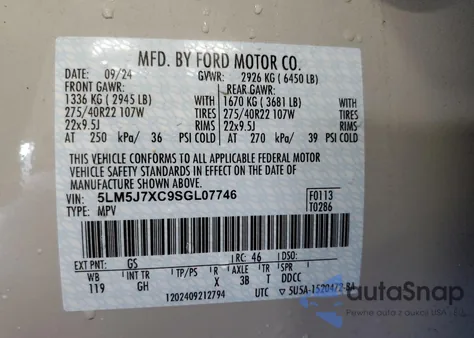 MFD. BY FORD MOTOR CO.
DATE: 09/24 GVWR: 2926 KG (6450 LB)
FRONT GAWR: REAR GAWR:
1336 KG (2945 LB) WITH 1670 KG (3681 LB) WITH
275/40R22 107W TIRES 275/40R22 107W TIRES
22x9.5J RIMS 22x9.5J RIMS
AT 250 kPa/ 36 PSI COLD AT 270 kPa/ 39 PSI COLD
THIS VEHICLE CONFORMS TO ALL APPLICABLE FEDERAL MOTOR
VEHICLE SAFETY STANDARDS IN EFFECT ON THE DATE OF
MANUFACTURE SHOWN ABOVE.
VIN: 5LM5J7XC9SGL07746 F0113
TYPE: MPV T0286
EXT PNT: GS RC: 46 DSO:
WB INT TR TP/PS R AXLE TR SPR
119 GH X 3B T DDCC
1202409212794 UTC
autoSnap
Pewne auta z aukcji USA...